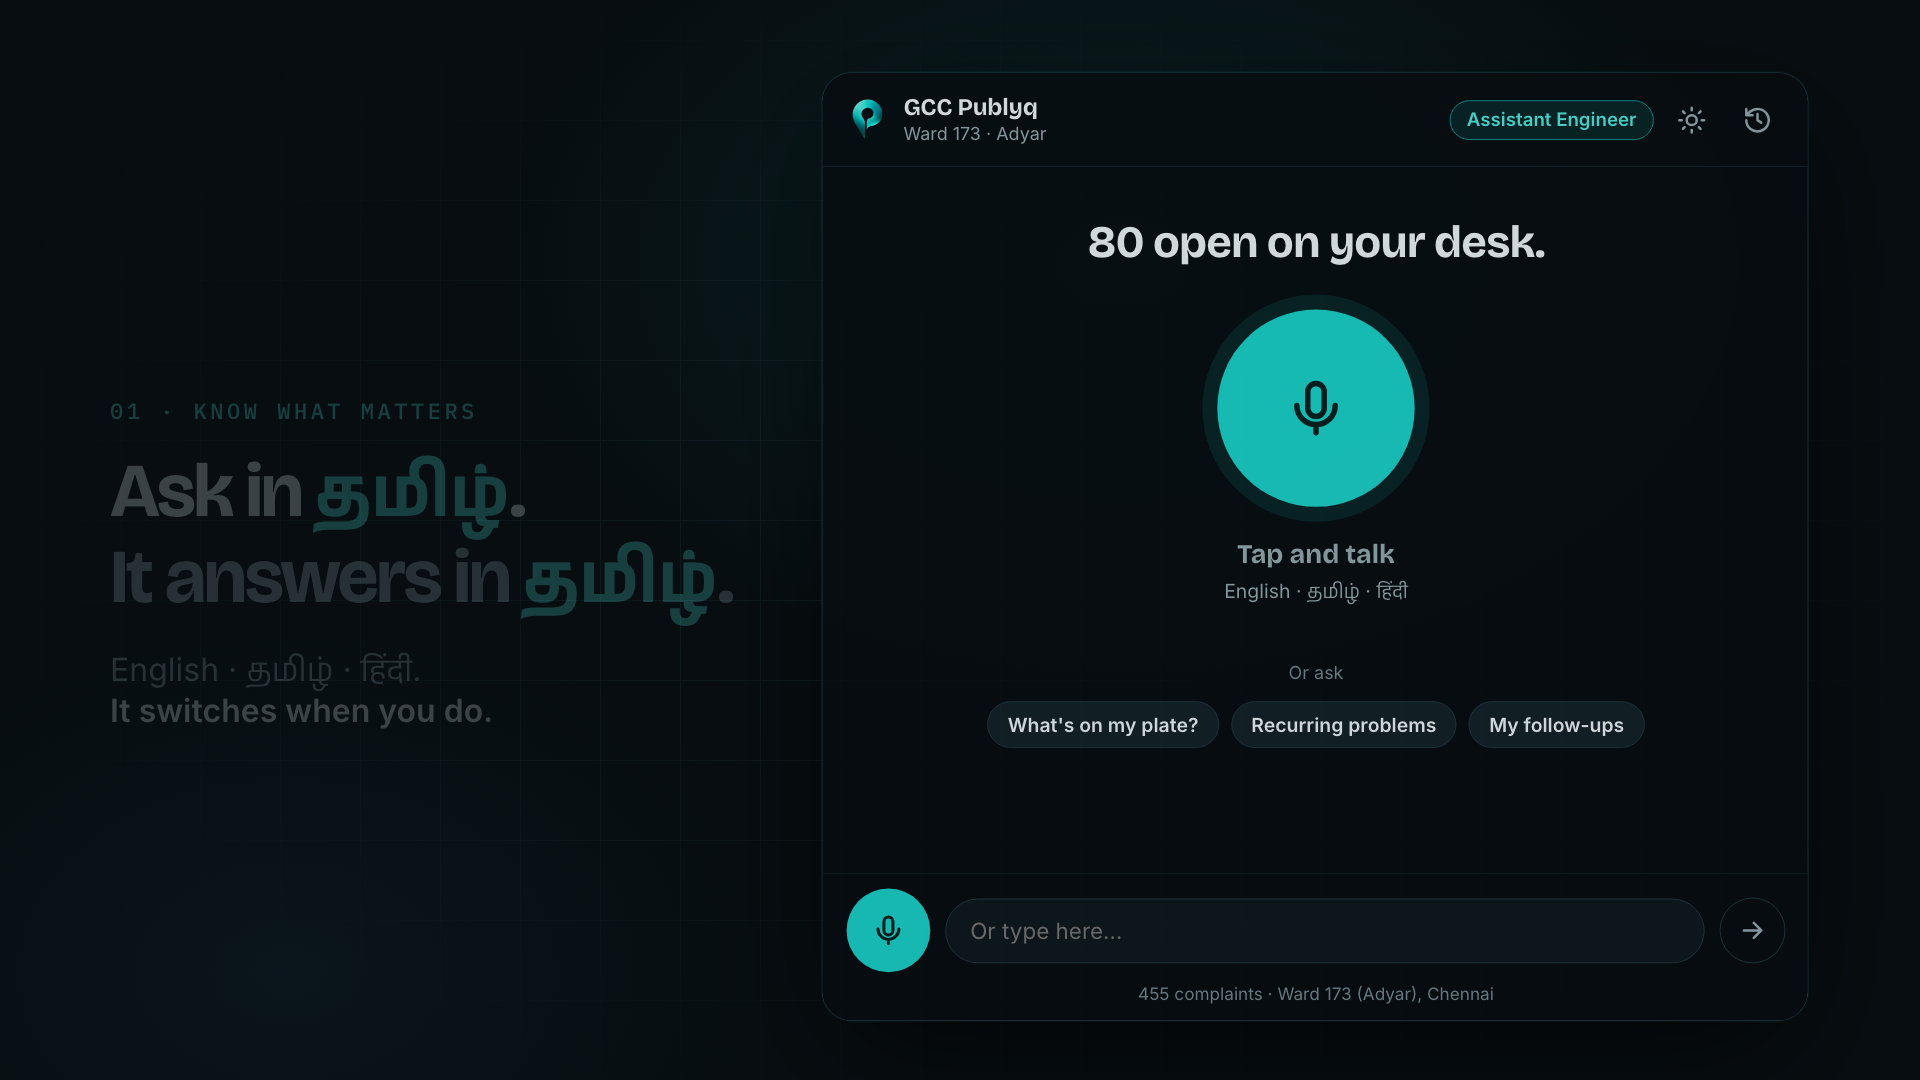 01 · KNOW WHAT MATTERS
Ask in தமிழ்.
It answers in தமிழ்.
English · தமிழ் · हिंदी.
It switches when you do.
GCC Publyq
Ward 173 · Adyar
Assistant Engineer
80 open on your desk.
Tap and talk
English · தமிழ் · हिंदी
Or ask
What's on my plate?
Recurring problems
My follow-ups
Or type here...
455 complaints · Ward 173 (Adyar), Chennai